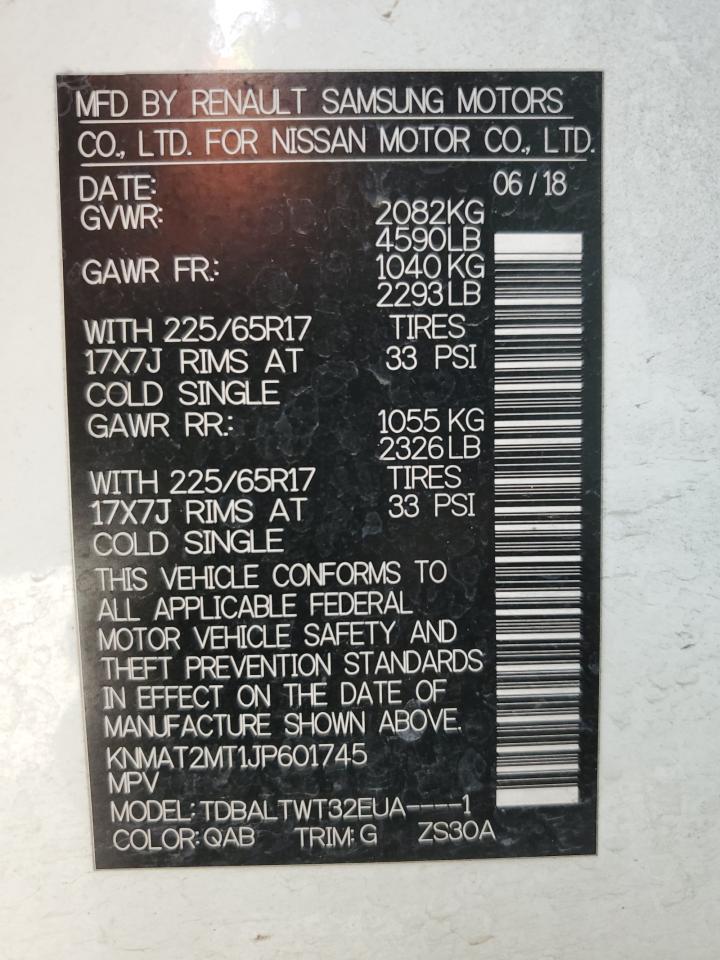 MFD BY RENAULT SAMSUNG MOTORS
CO., LTD. FOR NISSAN MOTOR CO., LTD.
DATE: 06/18
GVWR: 2082KG
4590LB
GAWR FR.: 1040 KG
2293LB
WITH 225/65R17 TIRES
17X7J RIMS AT 33 PSI
COLD SINGLE
GAWR RR.: 1055 KG
2326LB
WITH 225/65R17 TIRES
17X7J RIMS AT 33 PSI
COLD SINGLE
THIS VEHICLE CONFORMS TO
ALL APPLICABLE FEDERAL
MOTOR VEHICLE SAFETY AND
THEFT PREVENTION STANDARDS
IN EFFECT ON THE DATE OF
MANUFACTURE SHOWN ABOVE.
KNMAT2MT1JP601745
MPV
MODEL: TDBALTWT32EUA----1
COLOR: QAB TRIM: G ZS30A